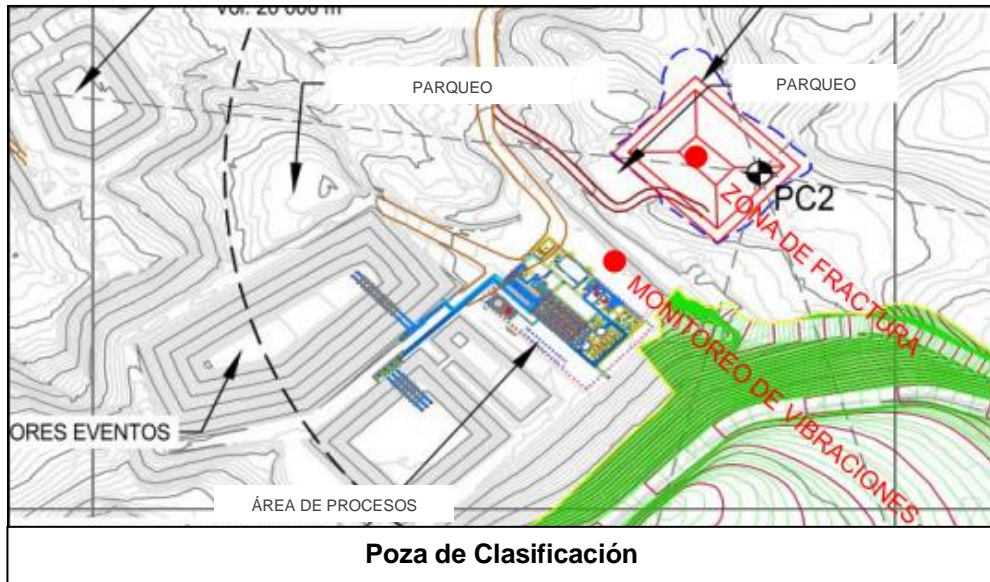 Vol. 20 000 m
PARQUEO
PARQUEO
PC2
ZONA DE FRACTURA
MONITOREO DE VIBRACIONES
ORES EVENTOS
ÁREA DE PROCESOS
Poza de Clasificación